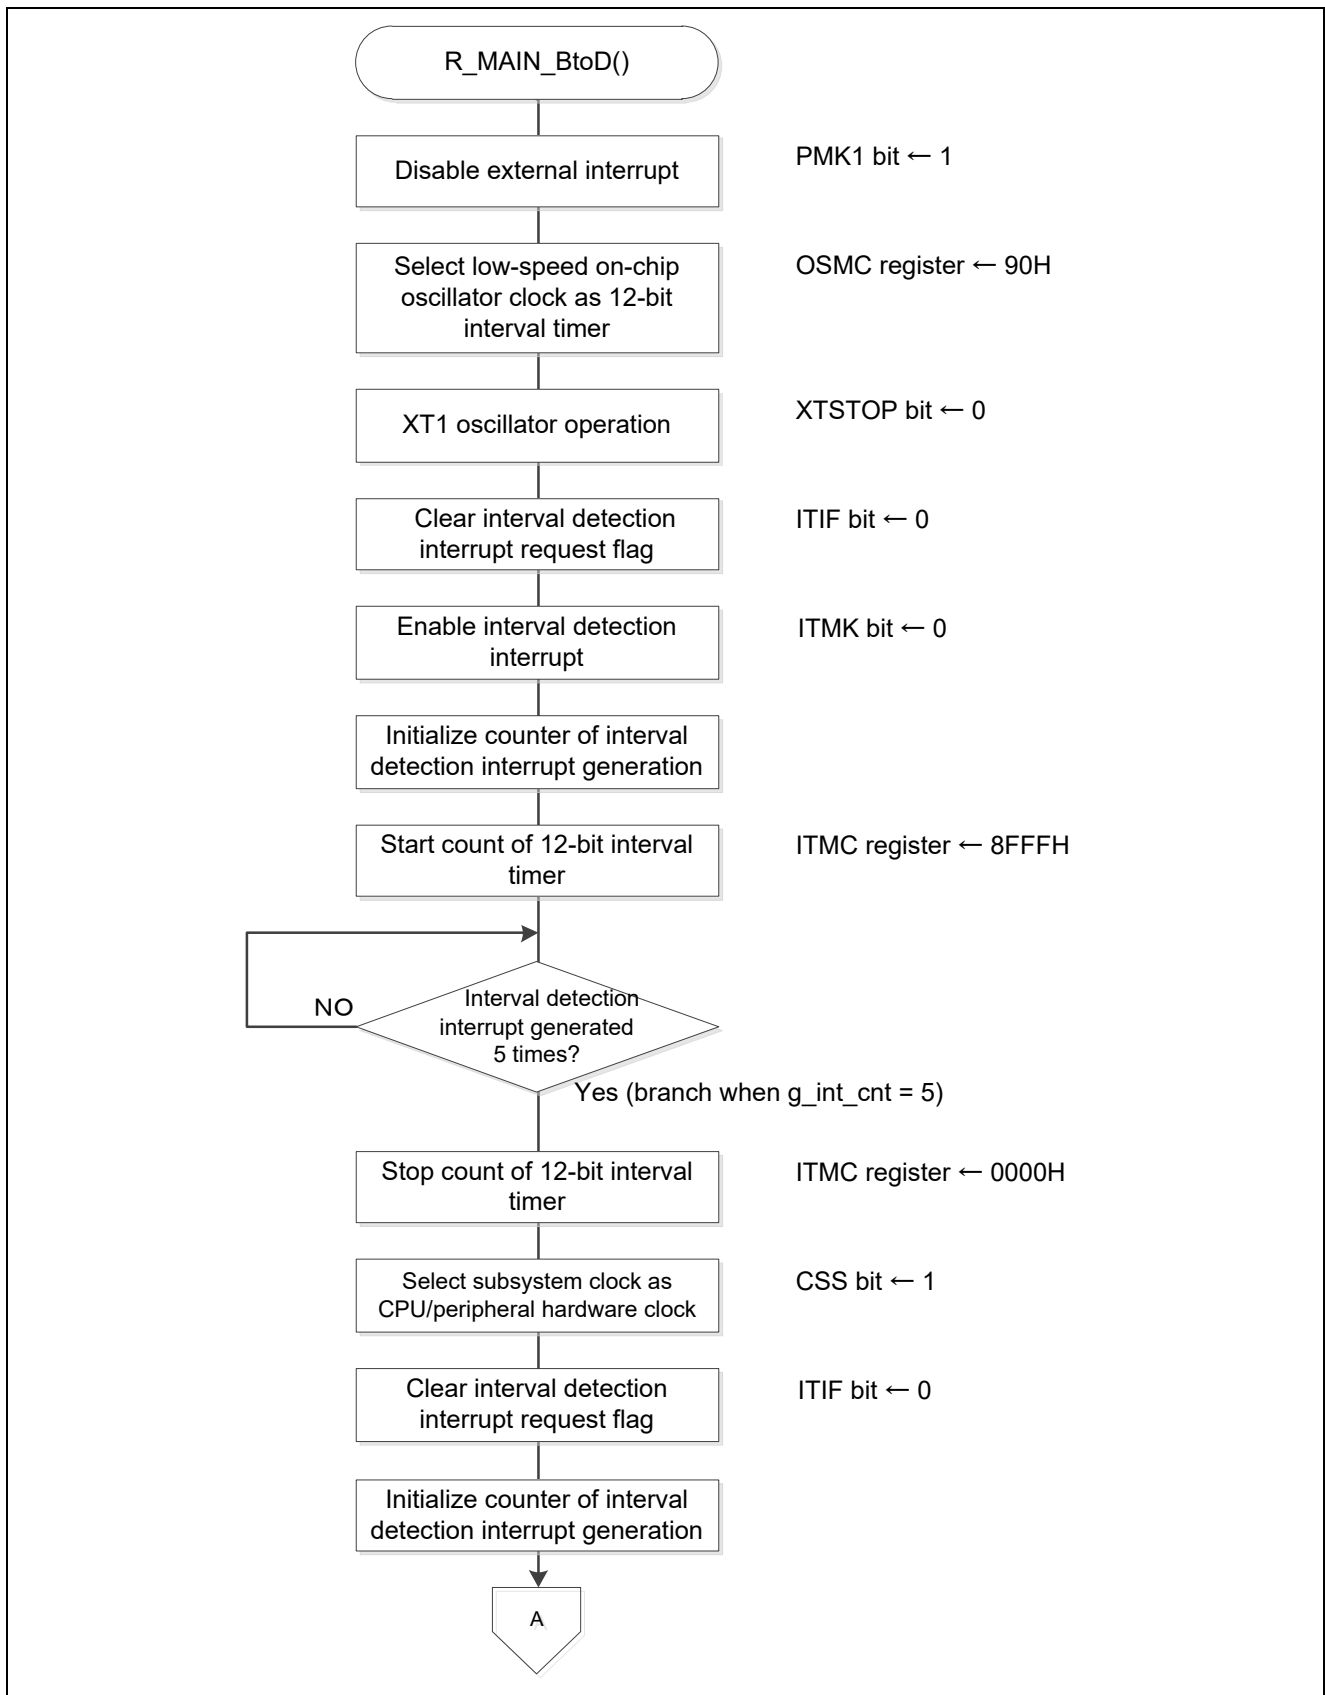 R_MAIN_BtoD()
Disable external interrupt
PMK1 bit ← 1
Select low-speed on-chip
oscillator clock as 12-bit
interval timer
OSMC register ← 90H
XT1 oscillator operation
XTSTOP bit ← 0
Clear interval detection
interrupt request flag
ITIF bit ← 0
Enable interval detection
interrupt
ITMK bit ← 0
Initialize counter of interval
detection interrupt generation
Start count of 12-bit interval
timer
ITMC register ← 8FFFH
NO
Interval detection
interrupt generated
5 times?
Yes (branch when g_int_cnt = 5)
Stop count of 12-bit interval
timer
ITMC register ← 0000H
Select subsystem clock as
CPU/peripheral hardware clock
CSS bit ← 1
Clear interval detection
interrupt request flag
ITIF bit ← 0
Initialize counter of interval
detection interrupt generation
A